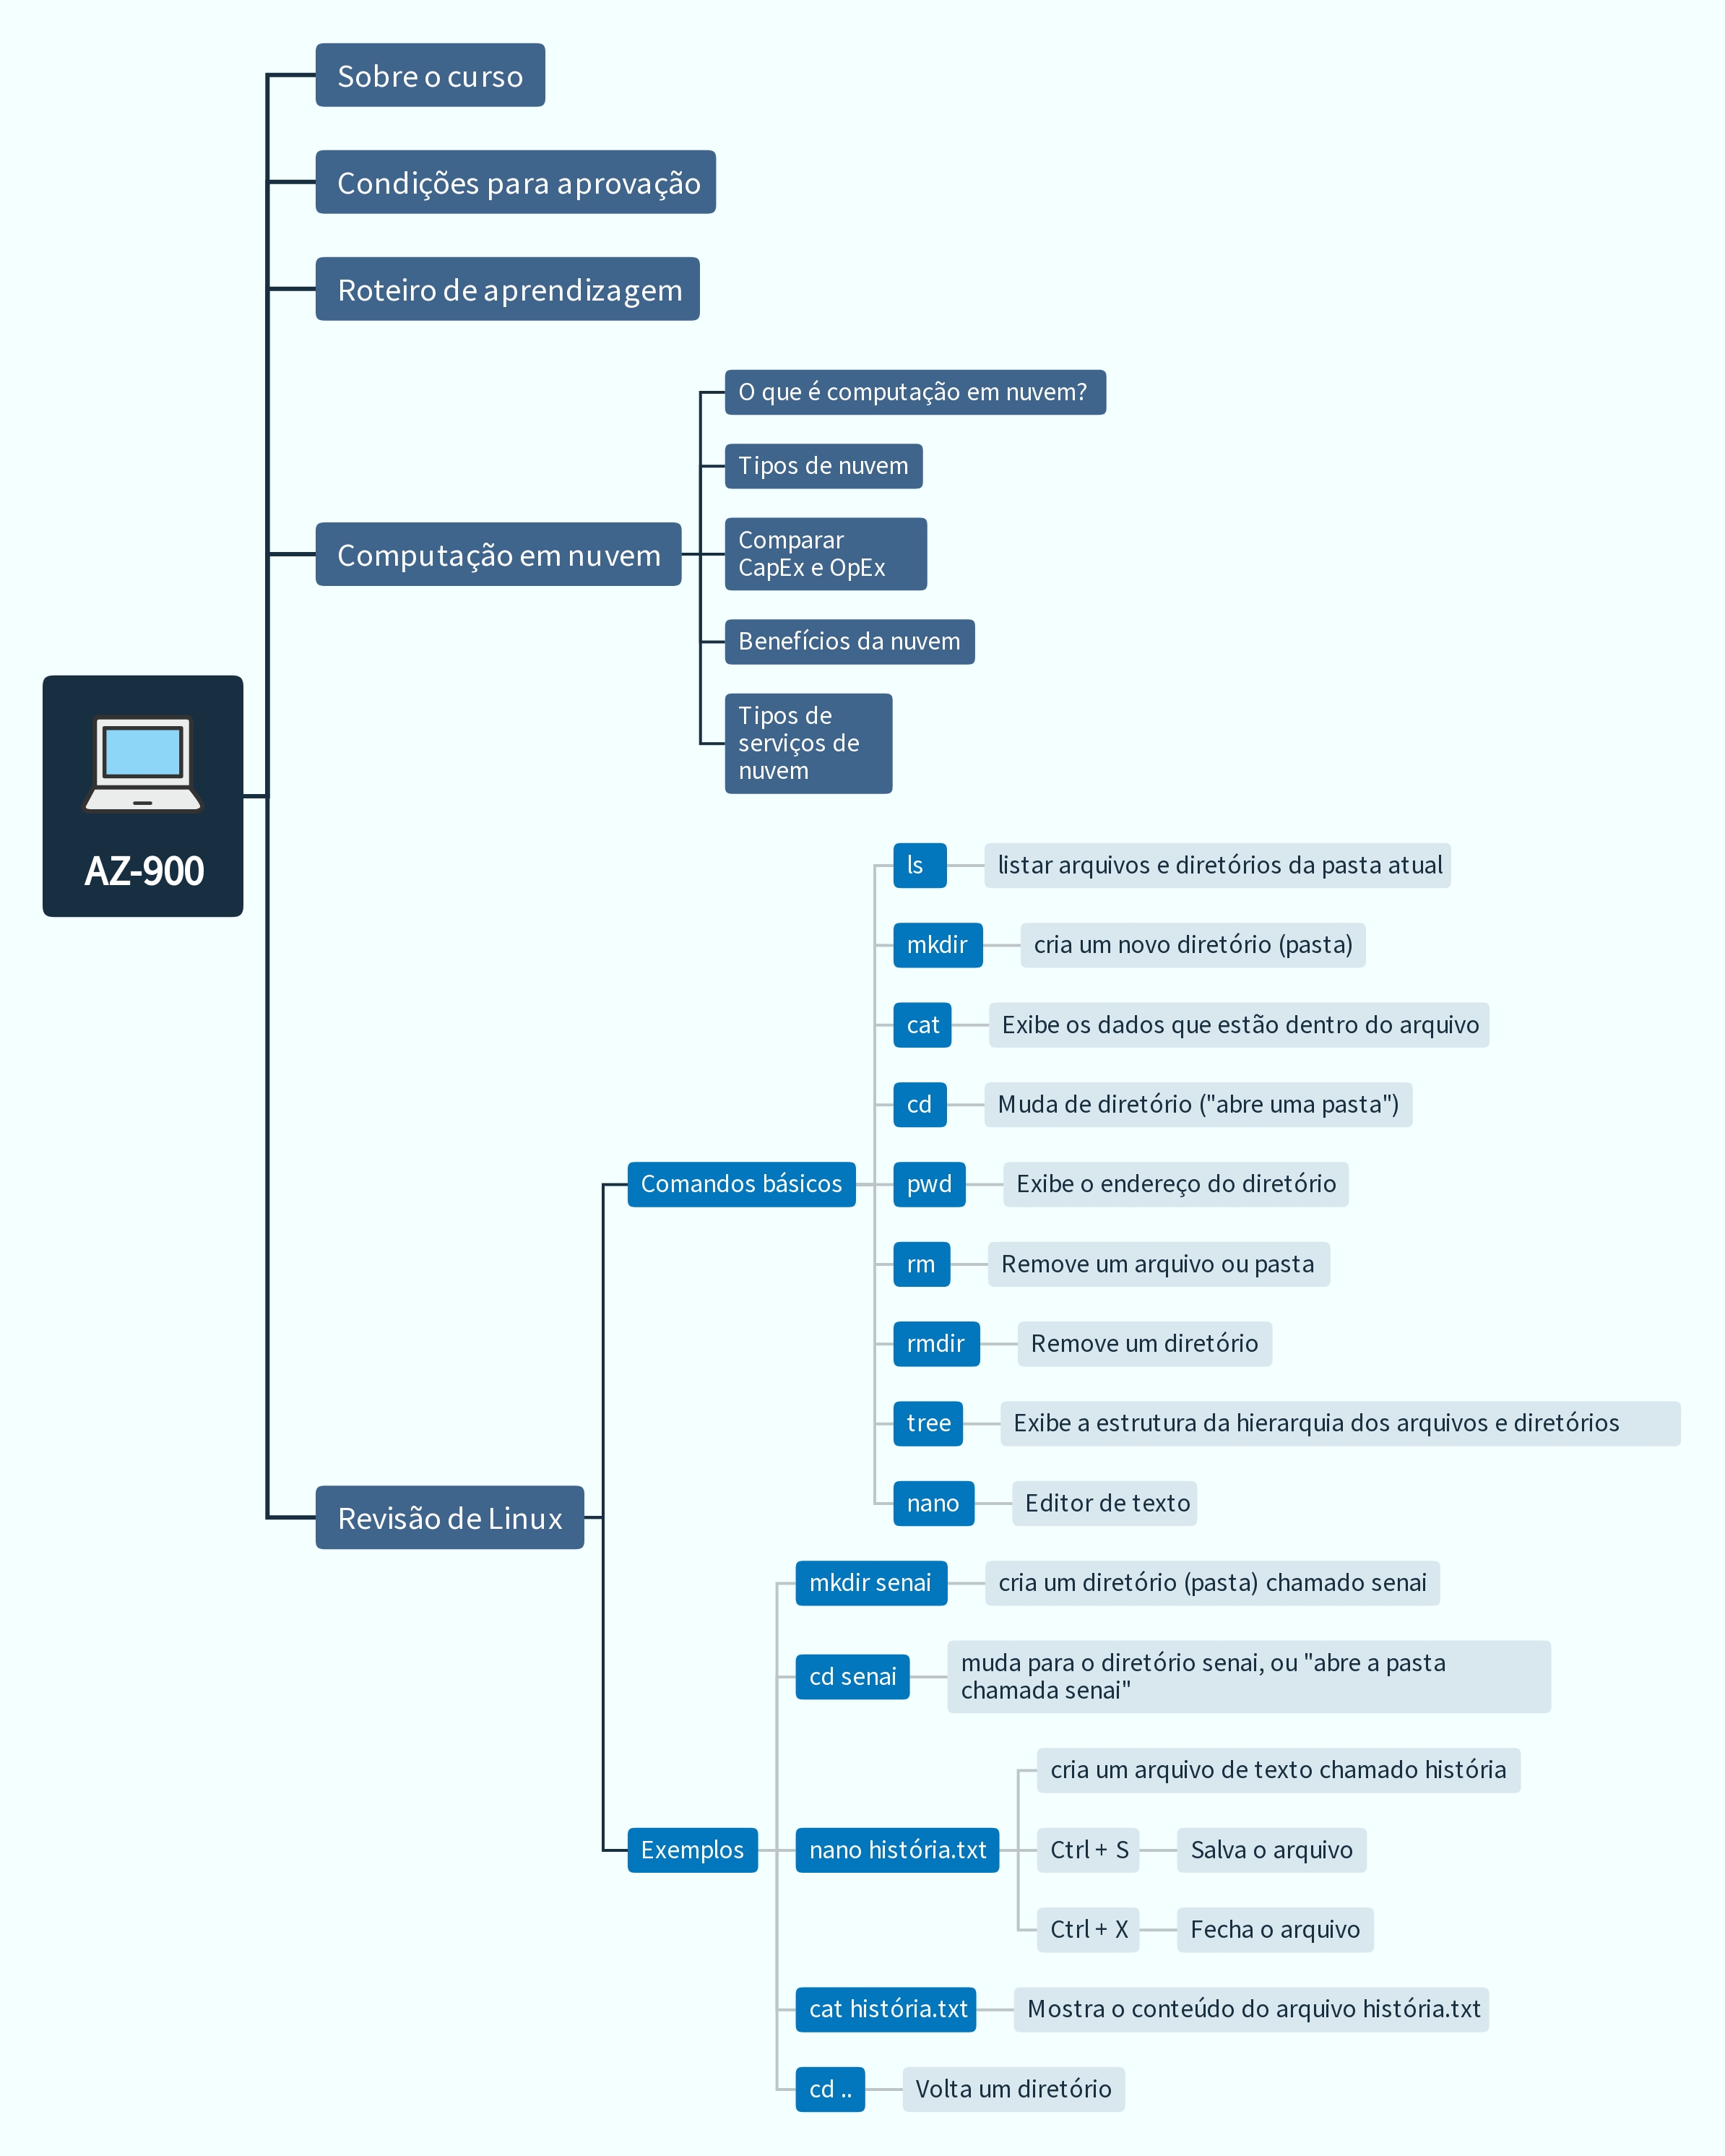 Sobre o curso
Condições para aprovação
Roteiro de aprendizagem
O que é computação em nuvem?
Tipos de nuvem
Comparar
CapEx e OpEx
Computação em nuvem
Benefícios da nuvem
Tipos de
serviços de
nuvem
AZ-900
ls
listar arquivos e diretórios da pasta atual
mkdir
cria um novo diretório (pasta)
cat
Exibe os dados que estão dentro do arquivo
cd
Muda de diretório ("abre uma pasta")
Comandos básicos
pwd
Exibe o endereço do diretório
rm
Remove um arquivo ou pasta
rmdir
Remove um diretório
tree
Exibe a estrutura da hierarquia dos arquivos e diretórios
nano
Editor de texto
Revisão de Linux
mkdir senai
cria um diretório (pasta) chamado senai
cd senai
muda para o diretório senai, ou "abre a pasta
chamada senai"
Exemplos
nano história.txt
cria um arquivo de texto chamado história
Ctrl + S
Salva o arquivo
Ctrl + X
Fecha o arquivo
cat história.txt
Mostra o conteúdo do arquivo história.txt
cd ..
Volta um diretório